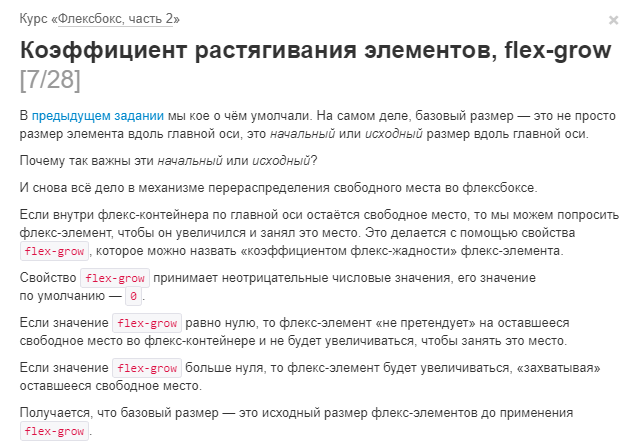 Курс «Флексбокс, часть 2»
Коэффициент растягивания элементов, flex-grow
[7/28]
В предыдущем задании мы кое о чём умолчали. На самом деле, базовый размер — это не просто
размер элемента вдоль главной оси, это начальный или исходный размер вдоль главной оси.
Почему так важны эти начальный или исходный?
И снова всё дело в механизме перераспределения свободного места во флексбоксе.
Если внутри флекс-контейнера по главной оси остаётся свободное место, то мы можем попросить
флекс-элемент, чтобы он увеличился и занял это место. Это делается с помощью свойства
flex-grow, которое можно назвать «коэффициентом флекс-жадности» флекс-элемента.
Свойство flex-grow принимает неотрицательные числовые значения, его значение
по умолчанию — 0.
Если значение flex-grow равно нулю, то флекс-элемент «не претендует» на оставшееся
свободное место во флекс-контейнере и не будет увеличиваться, чтобы занять это место.
Если значение flex-grow больше нуля, то флекс-элемент будет увеличиваться, «захватывая»
оставшееся свободное место.
Получается, что базовый размер — это исходный размер флекс-элементов до применения
flex-grow.